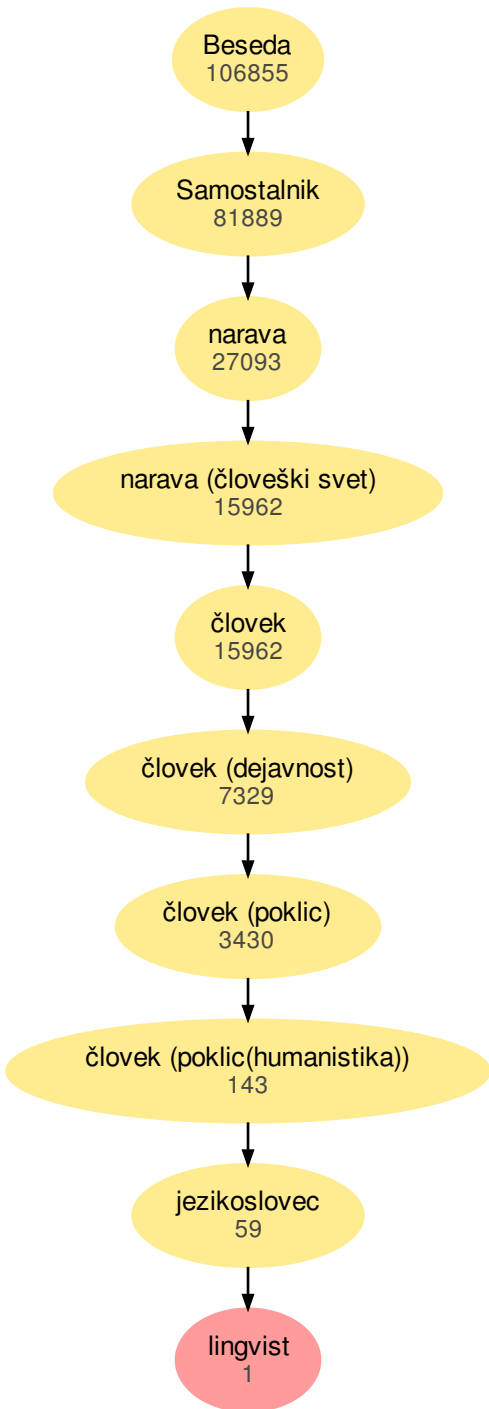 Beseda
106855
Samostalnik
81889
narava
27093
narava (človeški svet)
15962
človek
15962
človek (dejavnost)
7329
človek (poklic)
3430
človek (poklic(humanistika))
143
jezikoslovec
59
lingvist
1